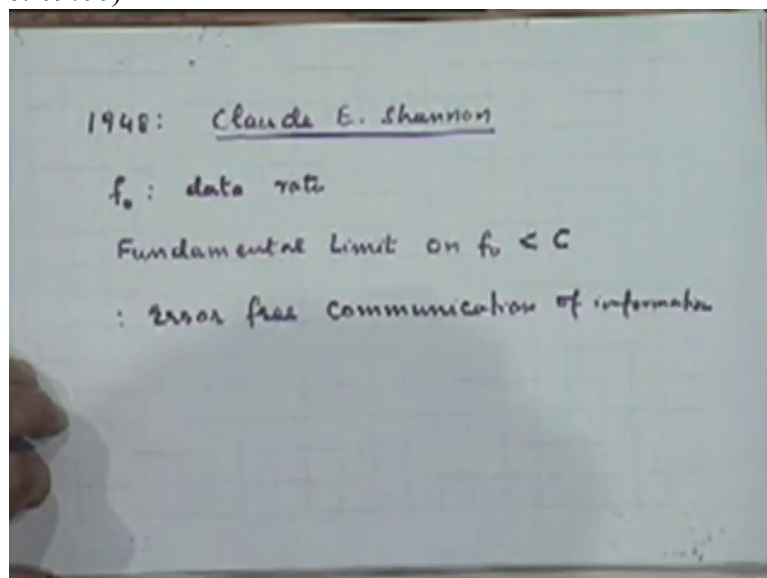 1948: Claude E. Shannon
f₀: data rate
Fundamental Limit on f₀ < C
: error free communication of information